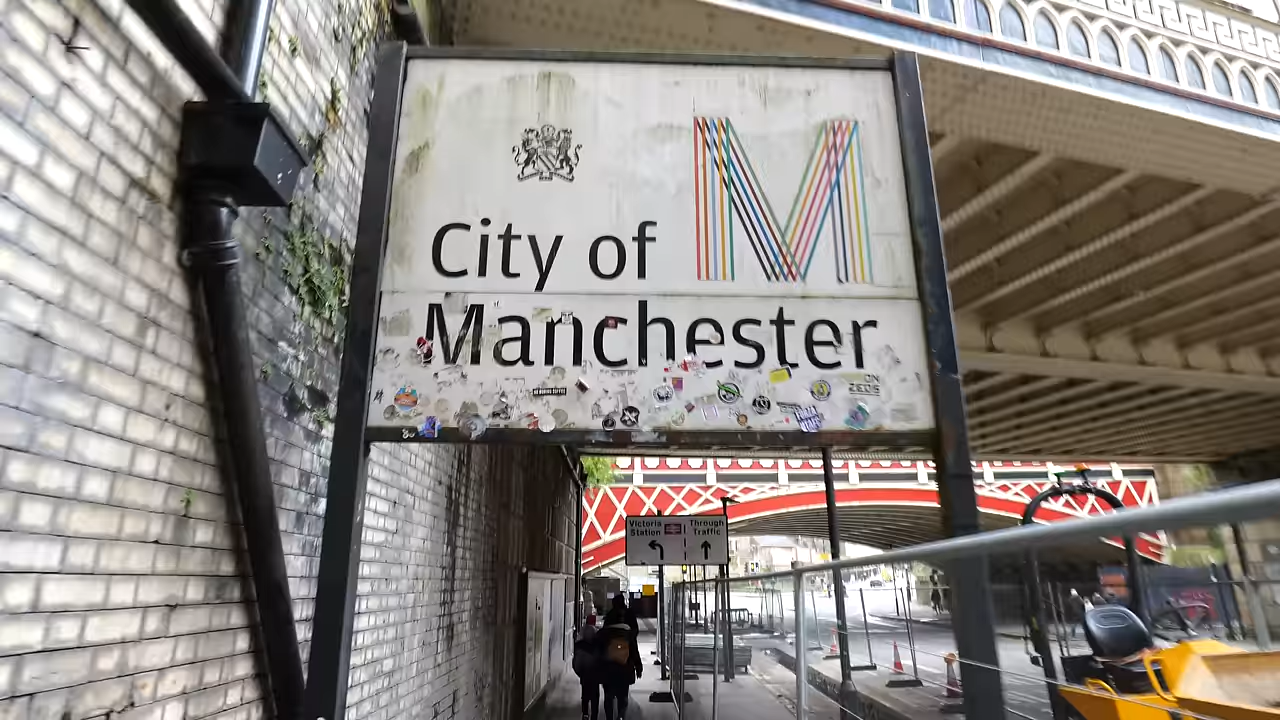 City of
Manchester
Victoria
Station
Through
Traffic